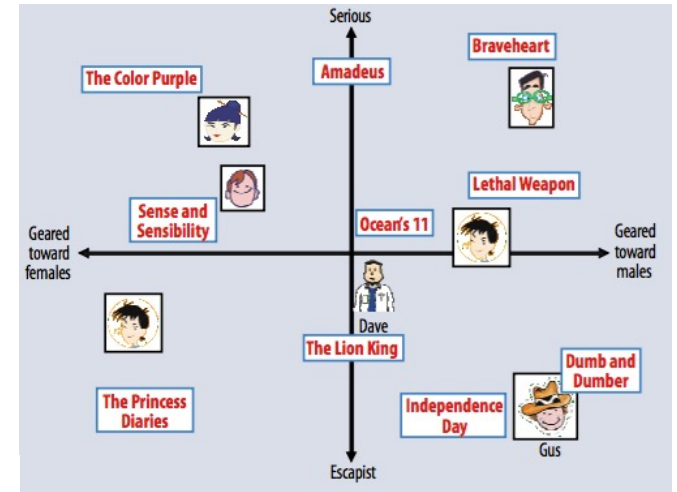 Serious
Braveheart
The Color Purple
Amadeus
Lethal Weapon
Sense and
Sensibility
Ocean's 11
Geared
toward
females
Geared
toward
males
Dave
The Lion King
Dumb and
Dumber
The Princess
Diaries
Independence
Day
Gus
Escapist